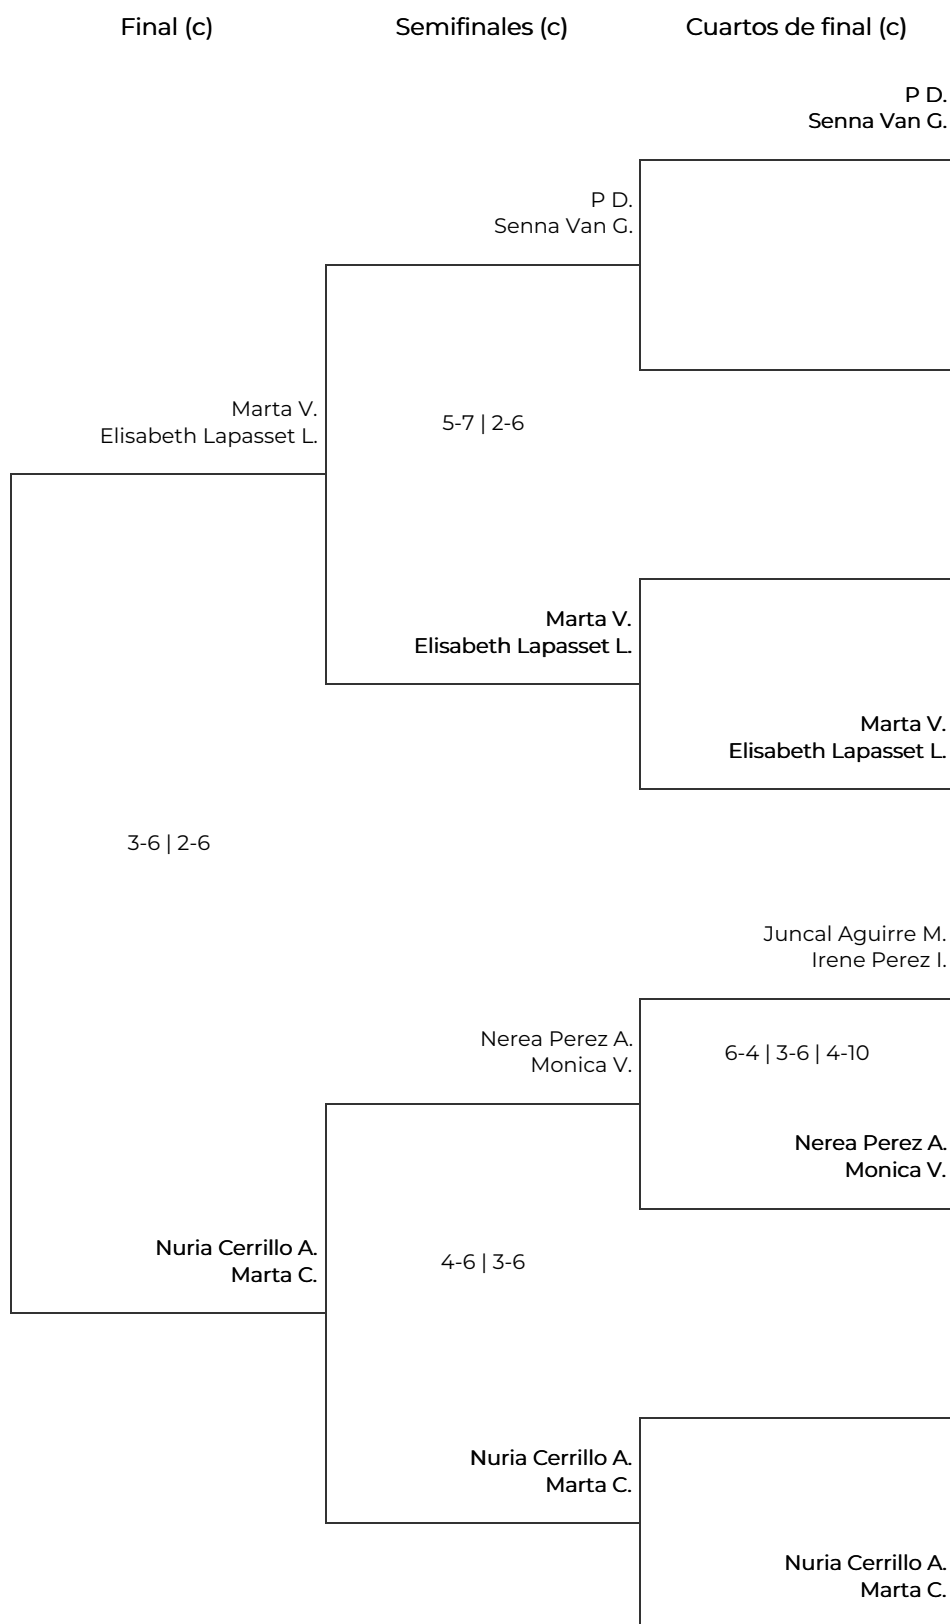 Final (c)
Semifinales (c)
Cuartos de final (c)
P D.
Senna Van G.
P D.
Senna Van G.
Marta V.
Elisabeth Lapasset L.
5-7 | 2-6
Marta V.
Elisabeth Lapasset L.
Marta V.
Elisabeth Lapasset L.
3-6 | 2-6
Juncal Aguirre M.
Irene Perez I.
Nerea Perez A.
Monica V.
6-4 | 3-6 | 4-10
Nerea Perez A.
Monica V.
Nuria Cerrillo A.
Marta C.
4-6 | 3-6
Nuria Cerrillo A.
Marta C.
Nuria Cerrillo A.
Marta C.